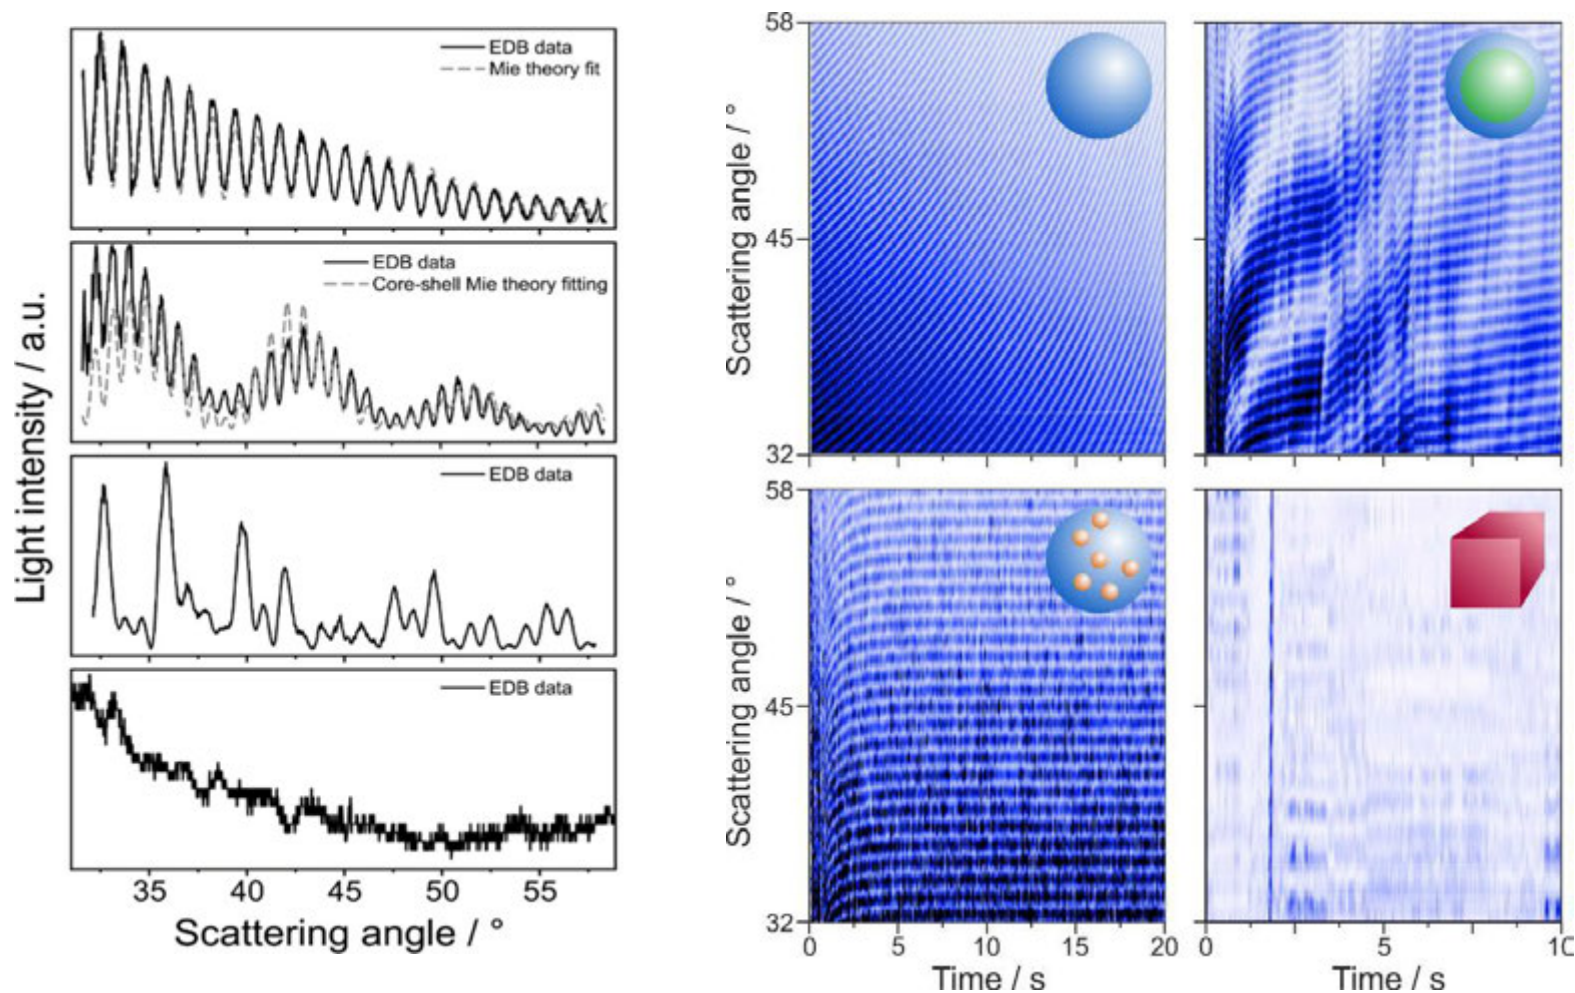 Light intensity / a.u.
EDB data
Mie theory fit
EDB data
Core-shell Mie theory fitting
EDB data
EDB data
35 40 45 50 55
Scattering angle / °
Scattering angle / °
58
45
32
Scattering angle / °
58
45
32
0 5 10 15 20
Time / s
0 5 10
Time / s